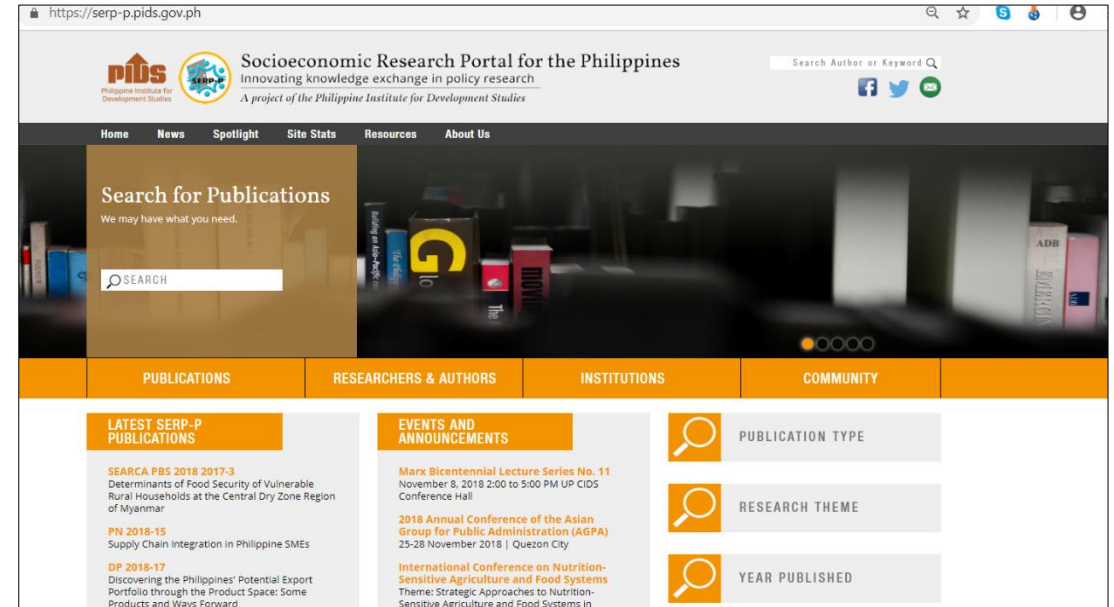 https://serp-p.pids.gov.ph
pids
Philippine Institute for
Development Studies
SERP-P
Socioeconomic Research Portal for the Philippines
Innovating knowledge exchange in policy research
A project of the Philippine Institute for Development Studies
Search Author or Keyword
Home News Spotlight Site Stats Resources About Us
Search for Publications
We may have what you need.
SEARCH
Building an Asia-Pacific
The Philipp
Glo
The
moving
ADB
PUBLICATIONS RESEARCHERS & AUTHORS INSTITUTIONS COMMUNITY
LATEST SERP-P
PUBLICATIONS
SEARCA PBS 2018 2017-3
Determinants of Food Security of Vulnerable
Rural Households at the Central Dry Zone Region
of Myanmar
PN 2018-15
Supply Chain Integration in Philippine SMEs
DP 2018-17
Discovering the Philippines' Potential Export
Portfolio through the Product Space: Some
Products and Ways Forward
EVENTS AND
ANNOUNCEMENTS
Marx Bicentennial Lecture Series No. 11
November 8, 2018 2:00 to 5:00 PM UP CIDS
Conference Hall
2018 Annual Conference of the Asian
Group for Public Administration (AGPA)
25-28 November 2018 | Quezon City
International Conference on Nutrition-
Sensitive Agriculture and Food Systems
Theme: Strategic Approaches to Nutrition-
Sensitive Agriculture and Food Systems in
PUBLICATION TYPE
RESEARCH THEME
YEAR PUBLISHED